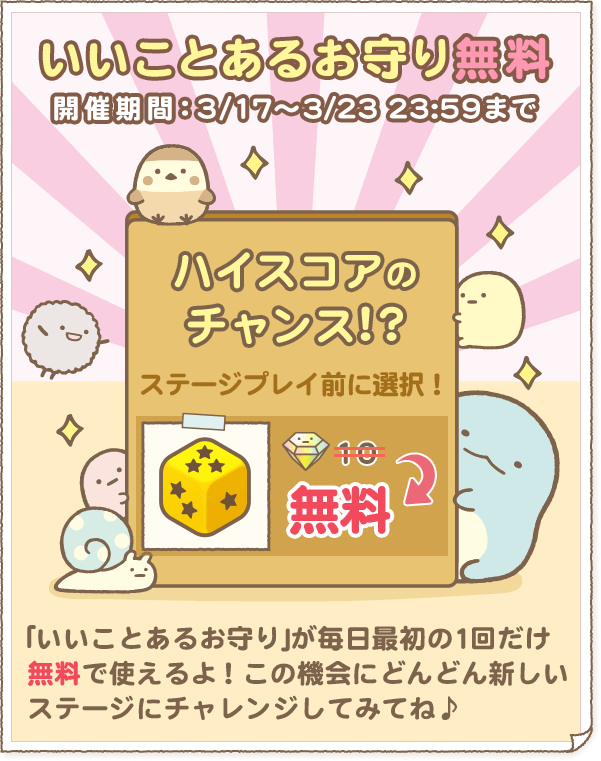 いいことあるお守り無料
開催期間：3/17～3/23 23:59まで
ハイスコアの
チャンス!?
ステージプレイ前に選択！
10
無料
「いいことあるお守り」が毎日最初の1回だけ
無料で使えるよ！この機会にどんどん新しい
ステージにチャレンジしてみてね♪